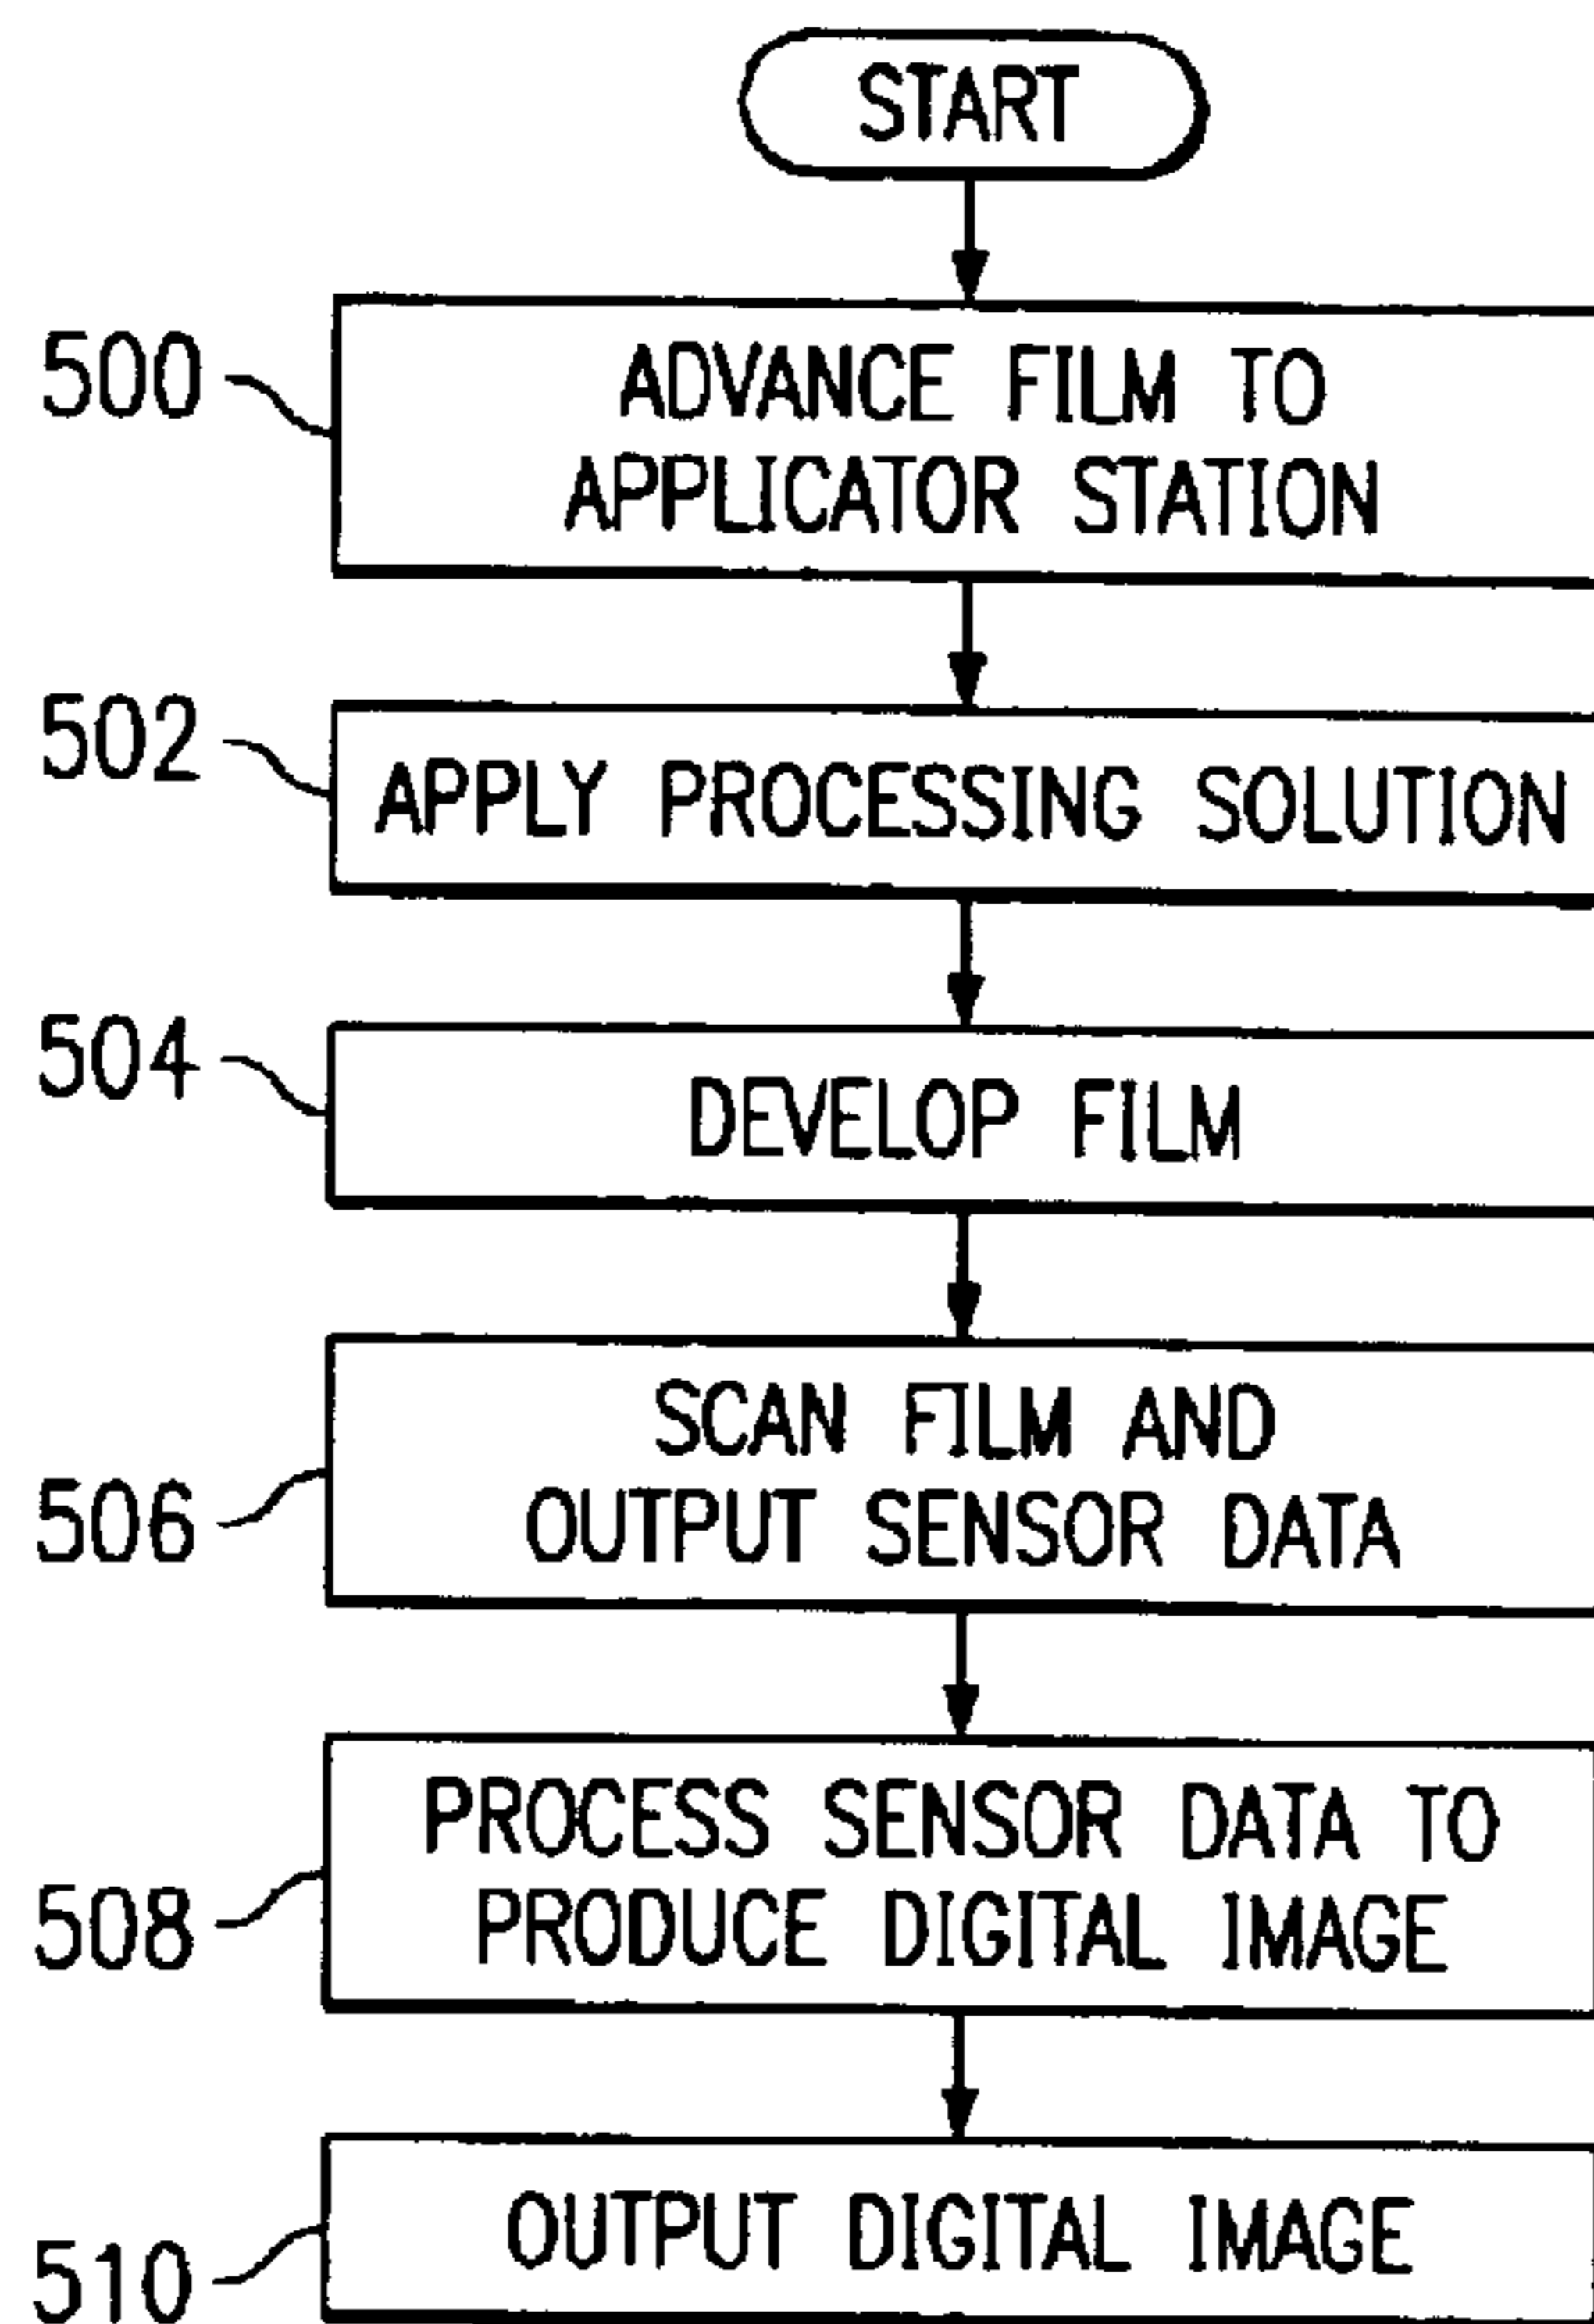 START
500
ADVANCE FILM TO
APPLICATOR STATION
502
APPLY PROCESSING SOLUTION
504
DEVELOP FILM
506
SCAN FILM AND
OUTPUT SENSOR DATA
508
PROCESS SENSOR DATA TO
PRODUCE DIGITAL IMAGE
510
OUTPUT DIGITAL IMAGE